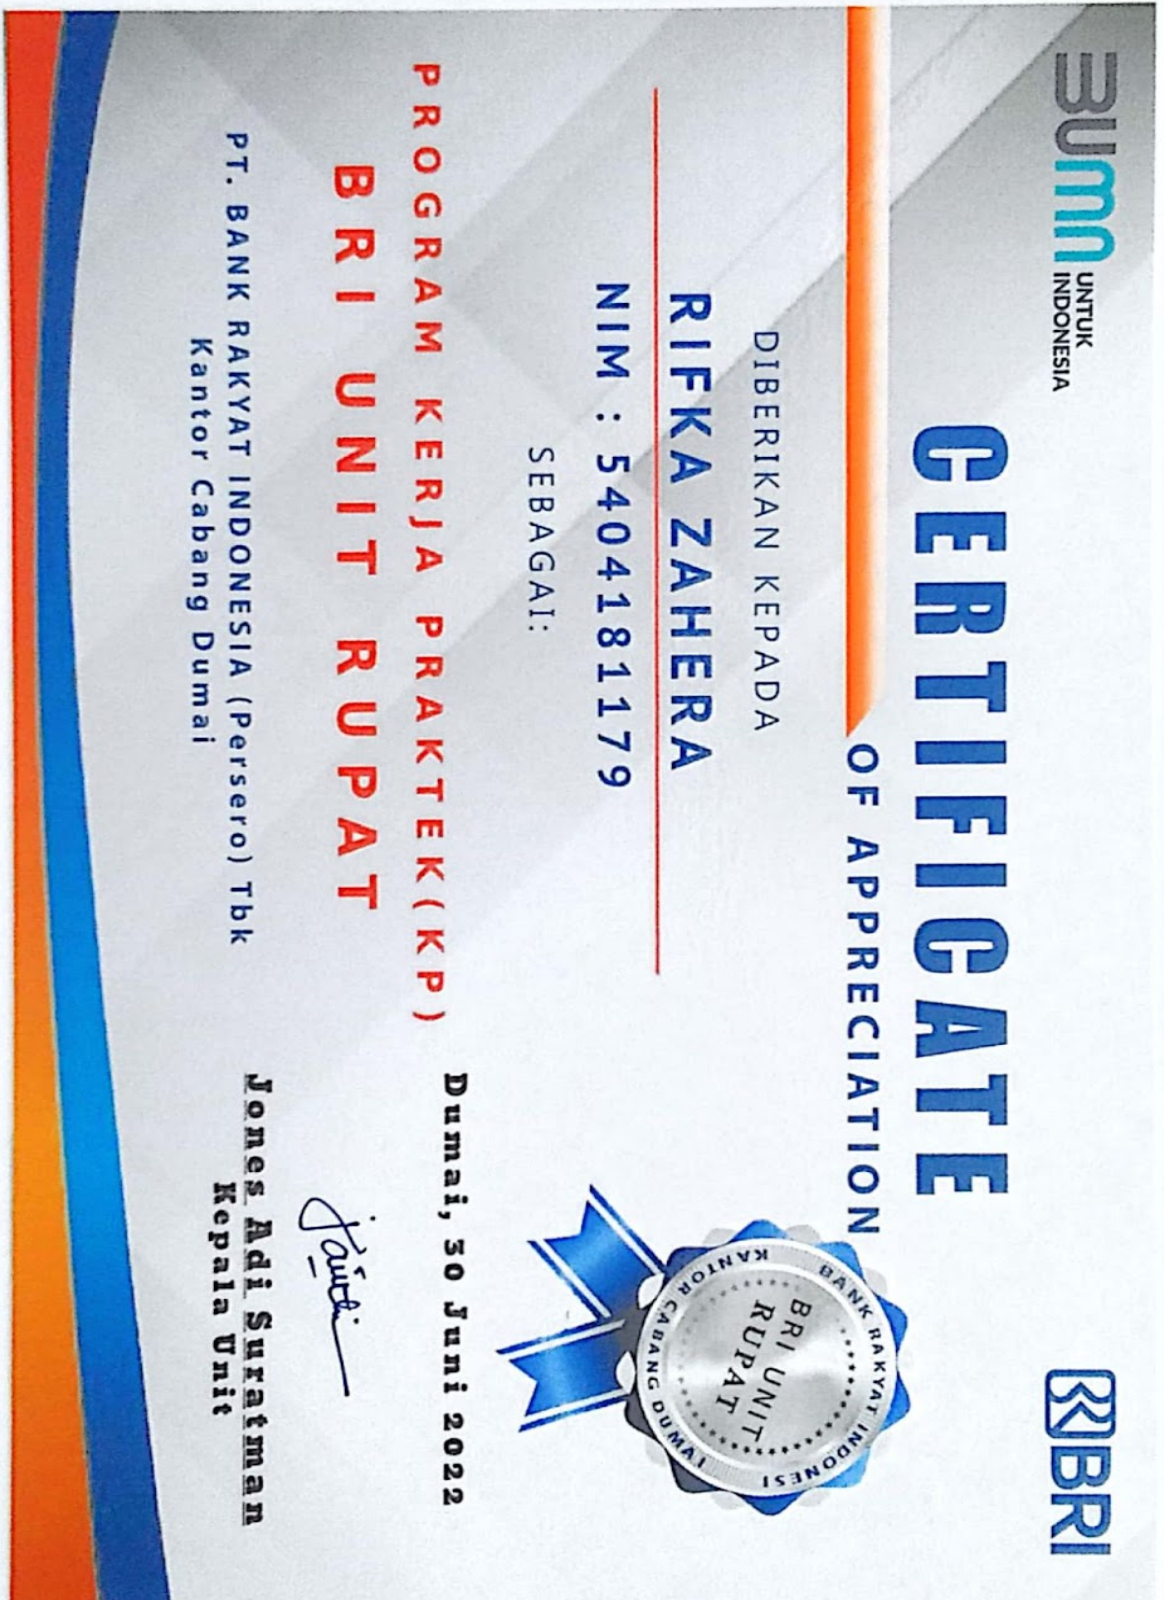 BUMN
UNTUK
INDONESIA
BRI
CERTIFICATE
OF APPRECIATION
DIBERIKAN KEPADA
RIFKA ZAHERA
NIM : 5404181179
SEBAGAI:
PROGRAM KERJA PRAKTEK(KP)
BRI UNIT RUPAT
PT. BANK RAKYAT INDONESIA (Persero) Tbk
Kantor Cabang Dumai
BANK RAKYAT INDONESI
BRI UNIT
RUPAT
KANTOR CABANG DUMAI
Dumai, 30 Juni 2022
Jones Adi Suratman
Kepala Unit